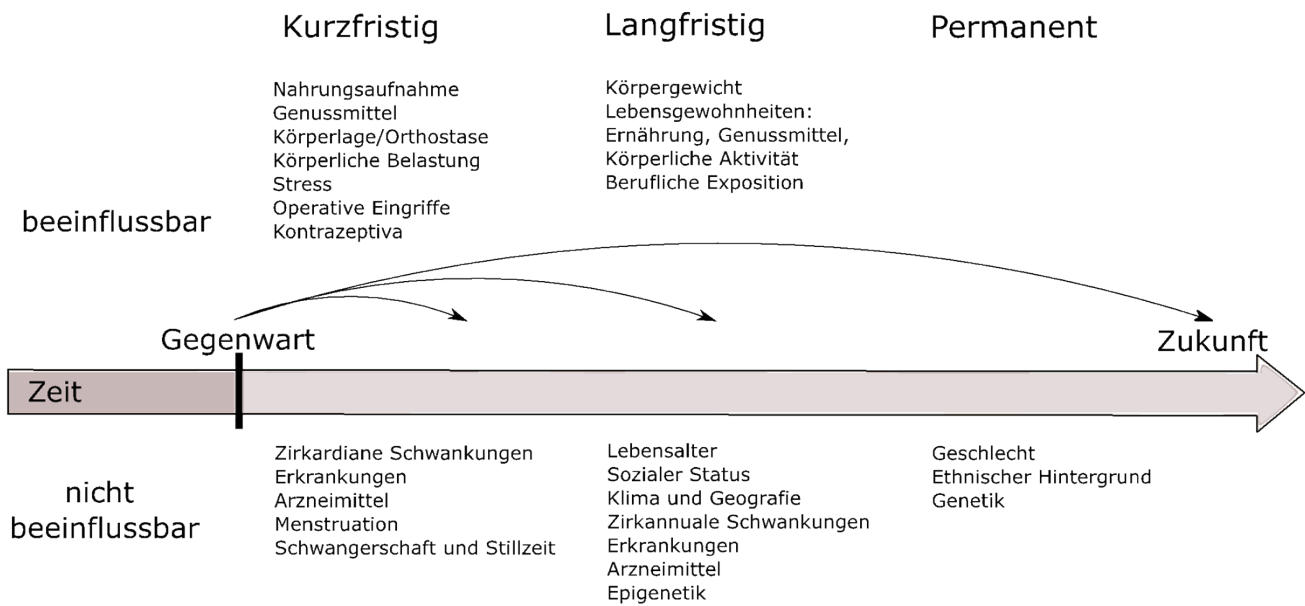 Kurzfristig
Langfristig
Permanent
Nahrungsaufnahme
Genussmittel
Körperlage/Orthostase
Körperliche Belastung
Stress
Operative Eingriffe
Kontrazeptiva
Körpergewicht
Lebensgewohnheiten:
Ernährung, Genussmittel,
Körperliche Aktivität
Berufliche Exposition
beeinflussbar
Gegenwart
Zukunft
Zeit
nicht
beeinflussbar
Zirkardiane Schwankungen
Erkrankungen
Arzneimittel
Menstruation
Schwangerschaft und Stillzeit
Lebensalter
Sozialer Status
Klima und Geografie
Zirkannuale Schwankungen
Erkrankungen
Arzneimittel
Epigenetik
Geschlecht
Ethnischer Hintergrund
Genetik